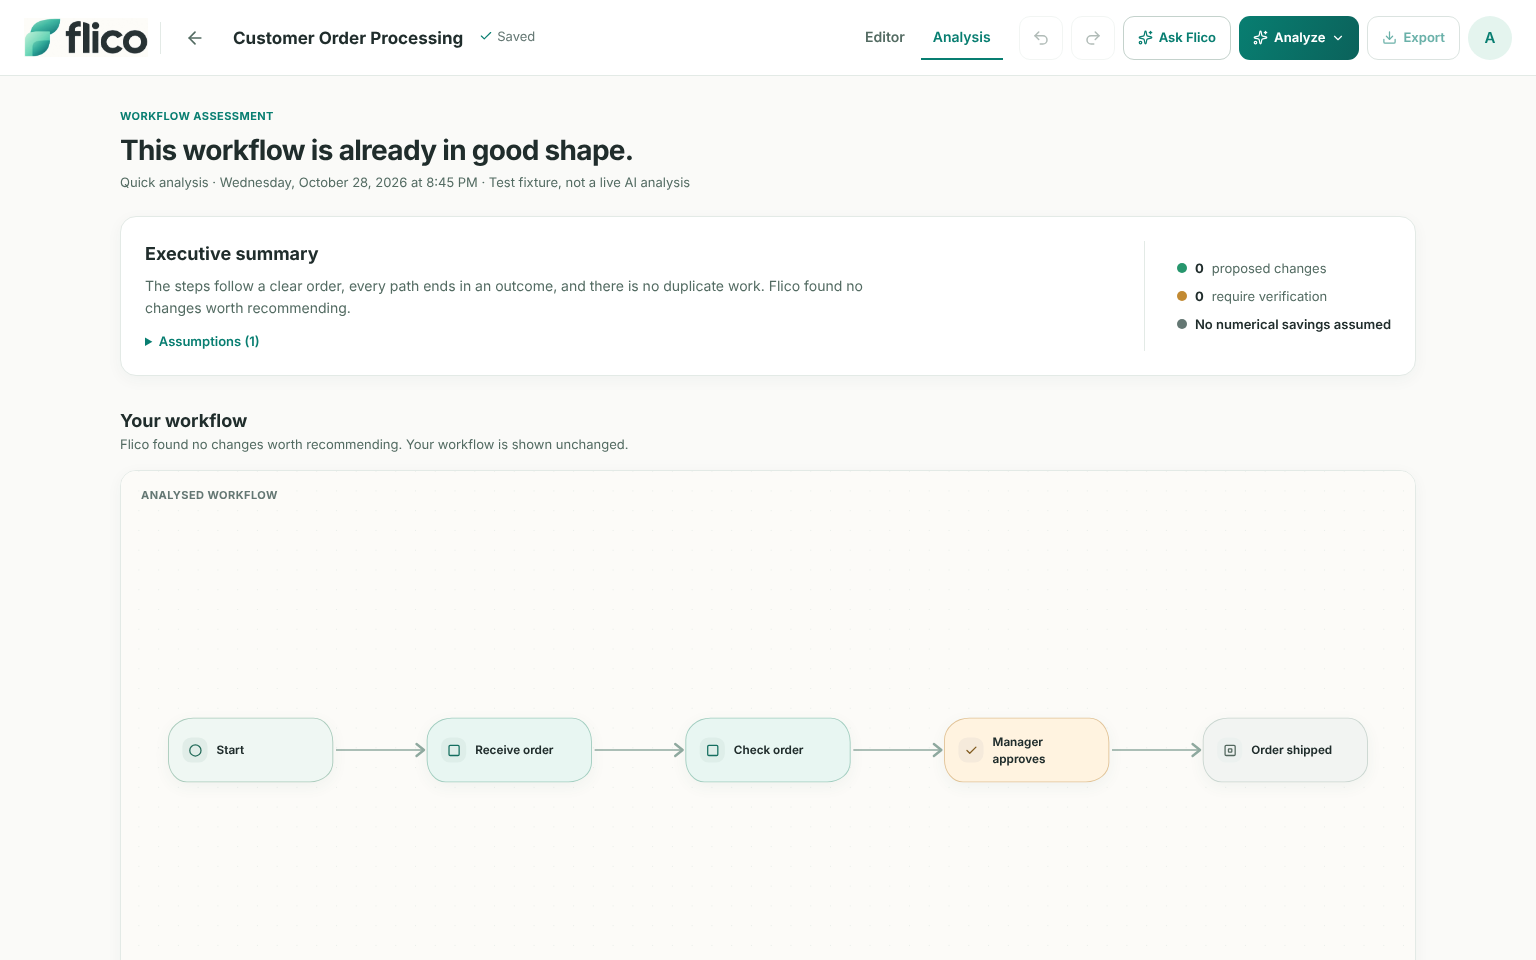 flico
Customer Order Processing
Saved
Editor
Analysis
Ask Flico
Analyze
Export
A
WORKFLOW ASSESSMENT
This workflow is already in good shape.
Quick analysis · Wednesday, October 28, 2026 at 8:45 PM · Test fixture, not a live AI analysis
Executive summary
The steps follow a clear order, every path ends in an outcome, and there is no duplicate work. Flico found no
changes worth recommending.
Assumptions (1)
0 proposed changes
0 require verification
No numerical savings assumed
Your workflow
Flico found no changes worth recommending. Your workflow is shown unchanged.
ANALYSED WORKFLOW
Start
Receive order
Check order
Manager
approves
Order shipped